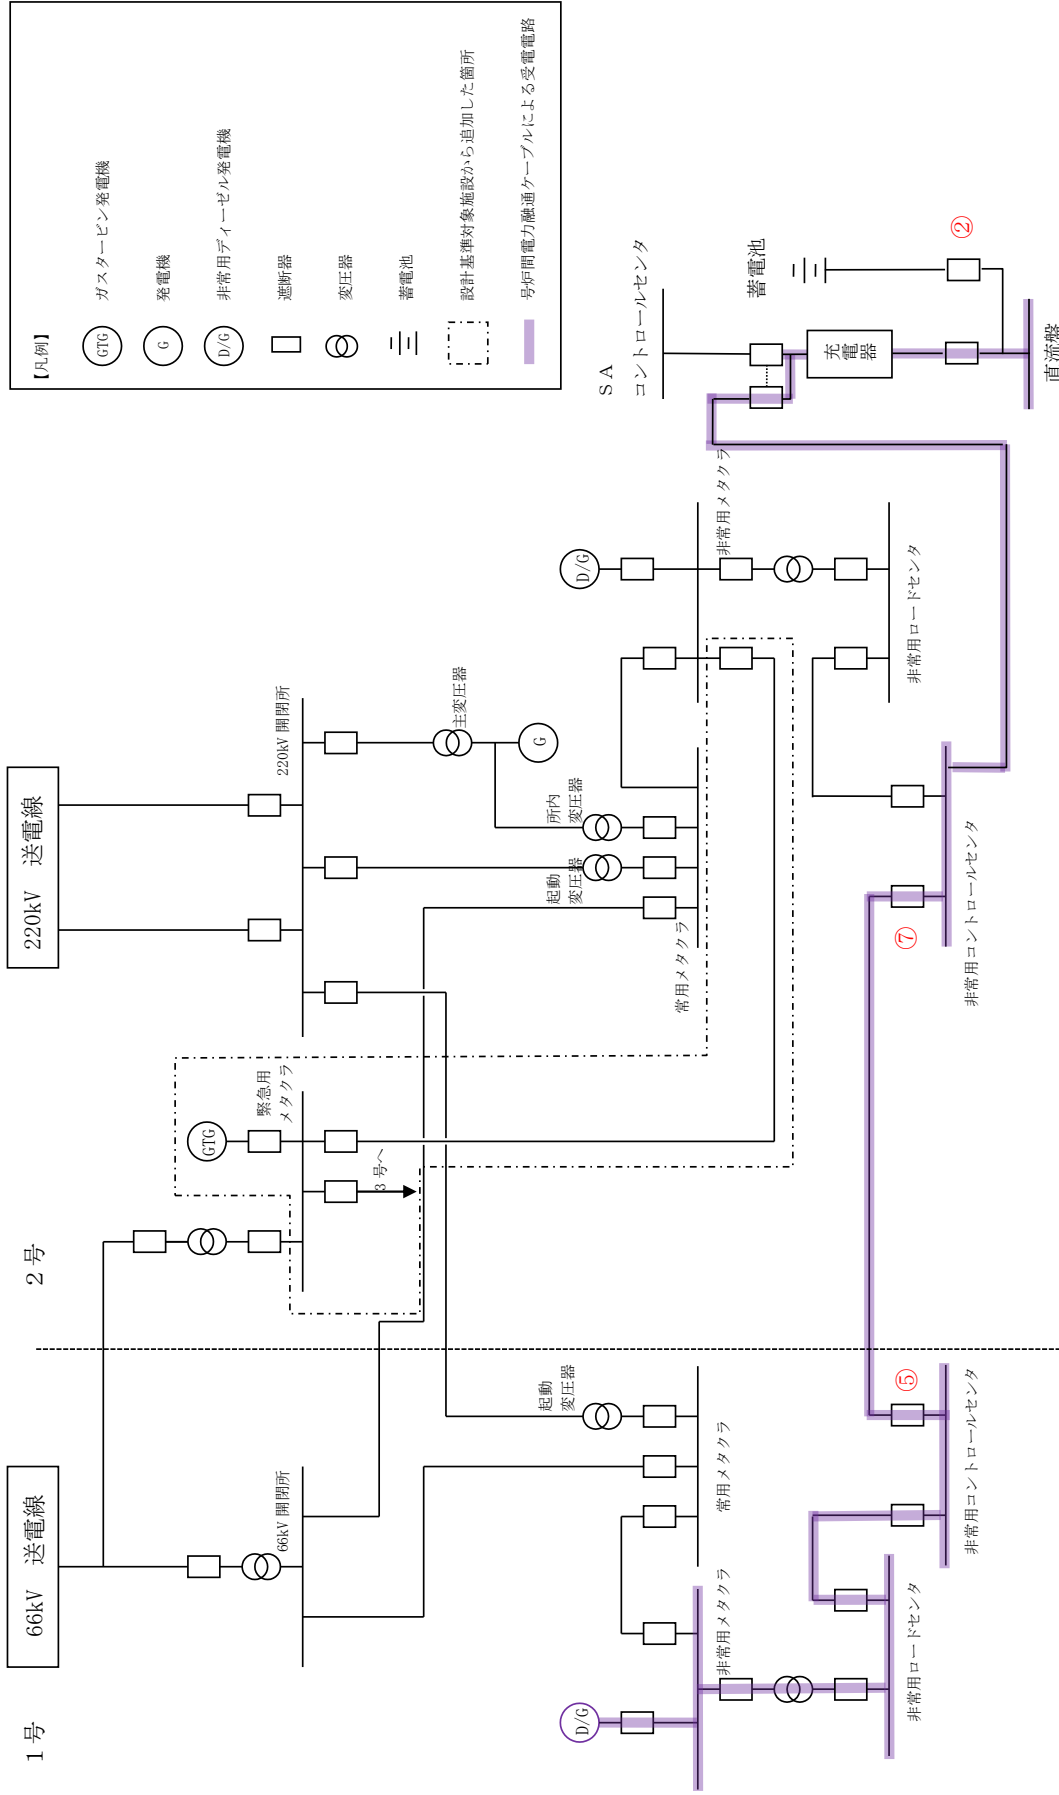 【凡例】
GTG ガスタービン発電機
G 発電機
D/G 非常用ディーゼル発電機
遮断器
変圧器
蓄電池
設計基準対象施設から追加した箇所
号炉間電力融通ケーブルによる受電電路
1号
2号
66kV 送電線
220kV 送電線
66kV 開閉所
220kV 開閉所
GTG
緊急用
メタクラ
3号へ
主変圧器
G
所内
変圧器
起動
変圧器
起動
変圧器
常用メタクラ
常用メタクラ
D/G
非常用メタクラ
D/G
非常用メタクラ
非常用ロードセンタ
非常用ロードセンタ
非常用コントロールセンタ
非常用コントロールセンタ
⑤
⑦
SA
コントロールセンタ
蓄電池
②
充電器
直流盤